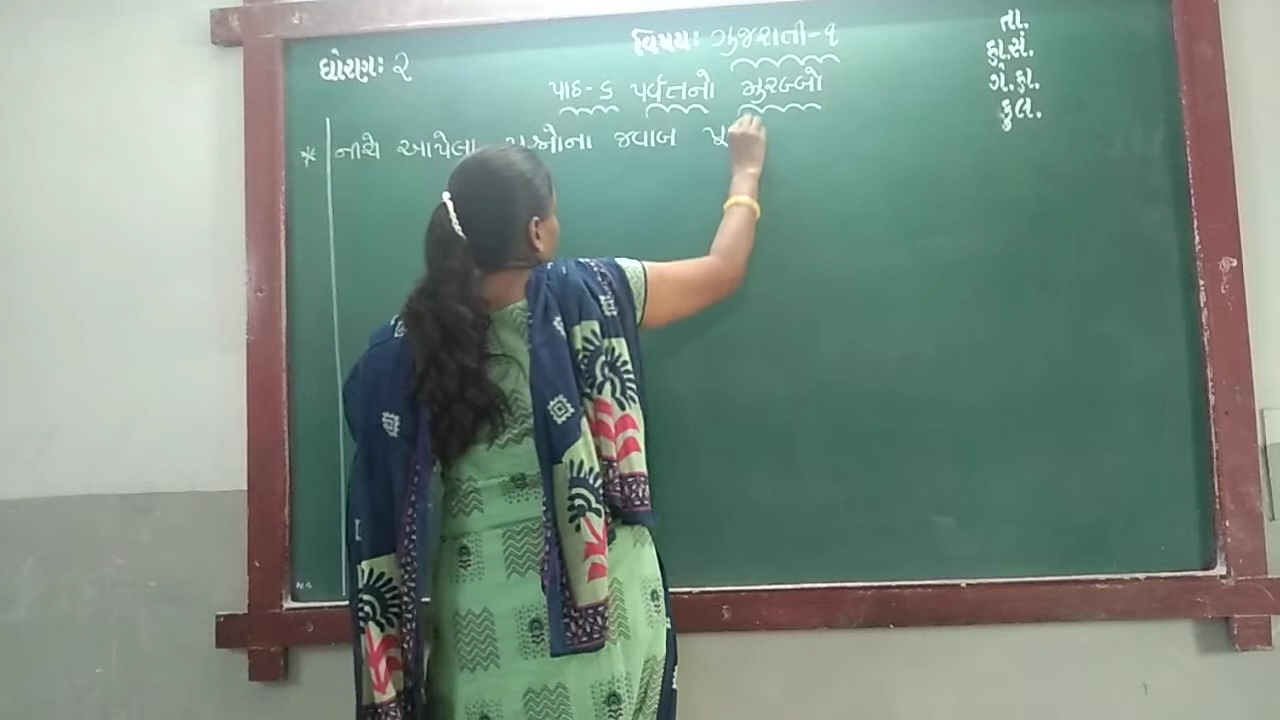 ધોરણઃ ૨
વિષયઃ ગુજરાતી-૧
પાઠ-૬ પર્વતનો મુરબ્બો
તા.
હા.સં.
ગે.હા.
કુલ.
* નીચે આપેલા જવાબ